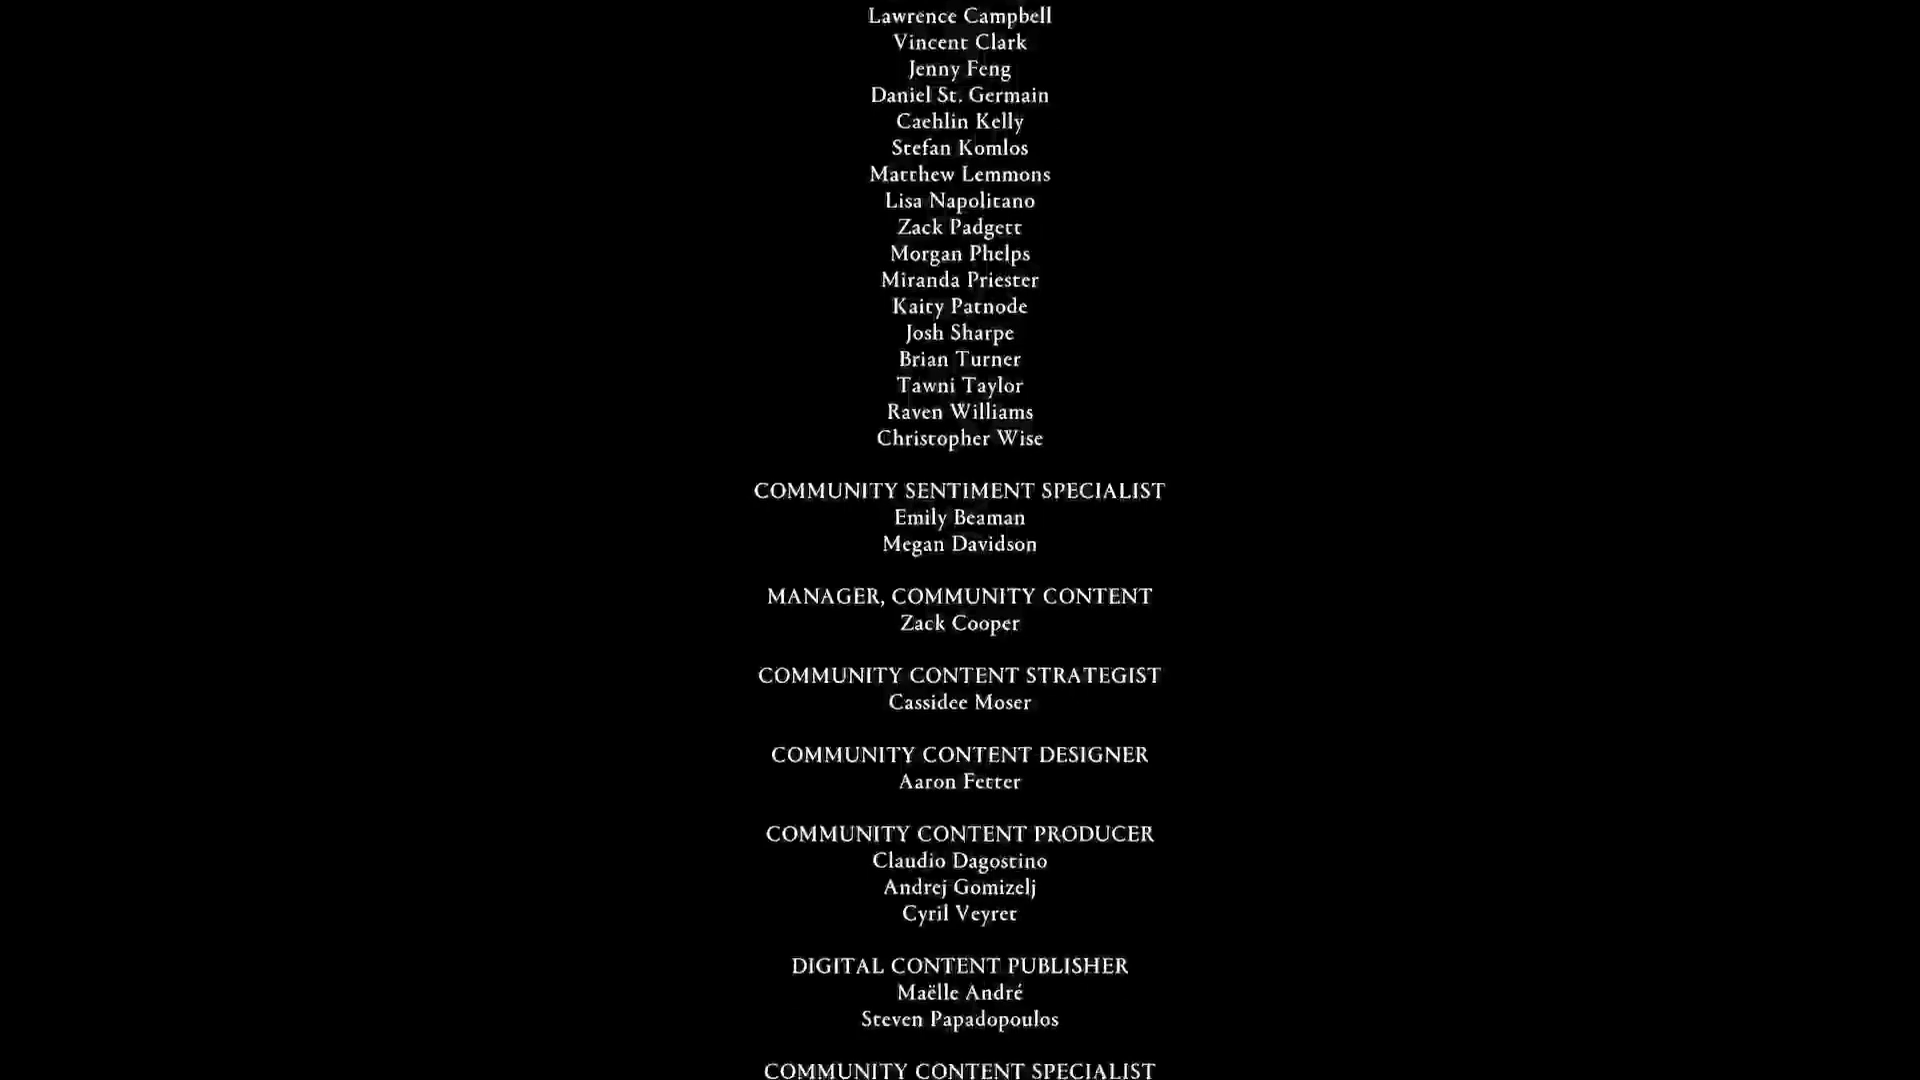 Lawrence Campbell
Vincent Clark
Jenny Feng
Daniel St. Germain
Caehlin Kelly
Stefan Komlos
Matthew Lemmons
Lisa Napolitano
Zack Padgett
Morgan Phelps
Miranda Priester
Kaity Patnode
Josh Sharpe
Brian Turner
Tawni Taylor
Raven Williams
Christopher Wise
COMMUNITY SENTIMENT SPECIALIST
Emily Beaman
Megan Davidson
MANAGER, COMMUNITY CONTENT
Zack Cooper
COMMUNITY CONTENT STRATEGIST
Cassidee Moser
COMMUNITY CONTENT DESIGNER
Aaron Fetter
COMMUNITY CONTENT PRODUCER
Claudio Dagostino
Andrej Gomizelj
Cyril Veyret
DIGITAL CONTENT PUBLISHER
Maëlle André
Steven Papadopoulos
COMMUNITY CONTENT SPECIALIST